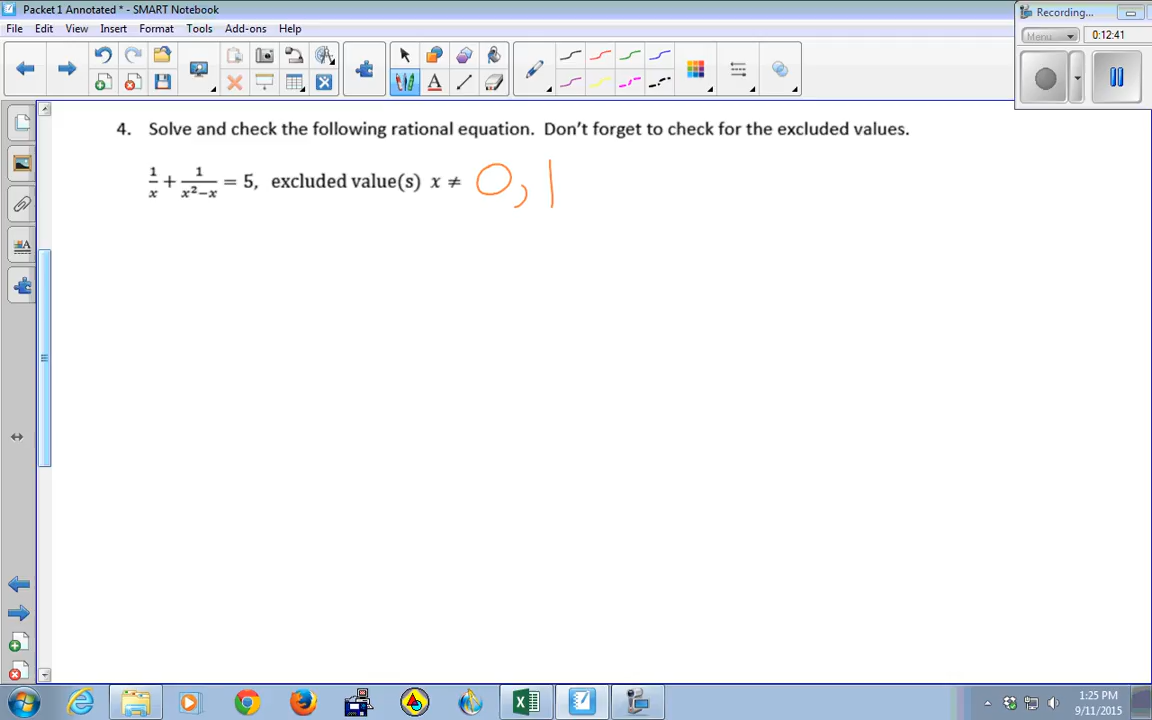 Packet 1 Annotated * - SMART Notebook
File Edit View Insert Format Tools Add-ons Help
Recording...
Menu
0:12:41
4. Solve and check the following rational equation. Don't forget to check for the excluded values.
1/x + 1/(x²−x) = 5, excluded value(s) x ≠ 0, 1
1:25 PM
9/11/2015